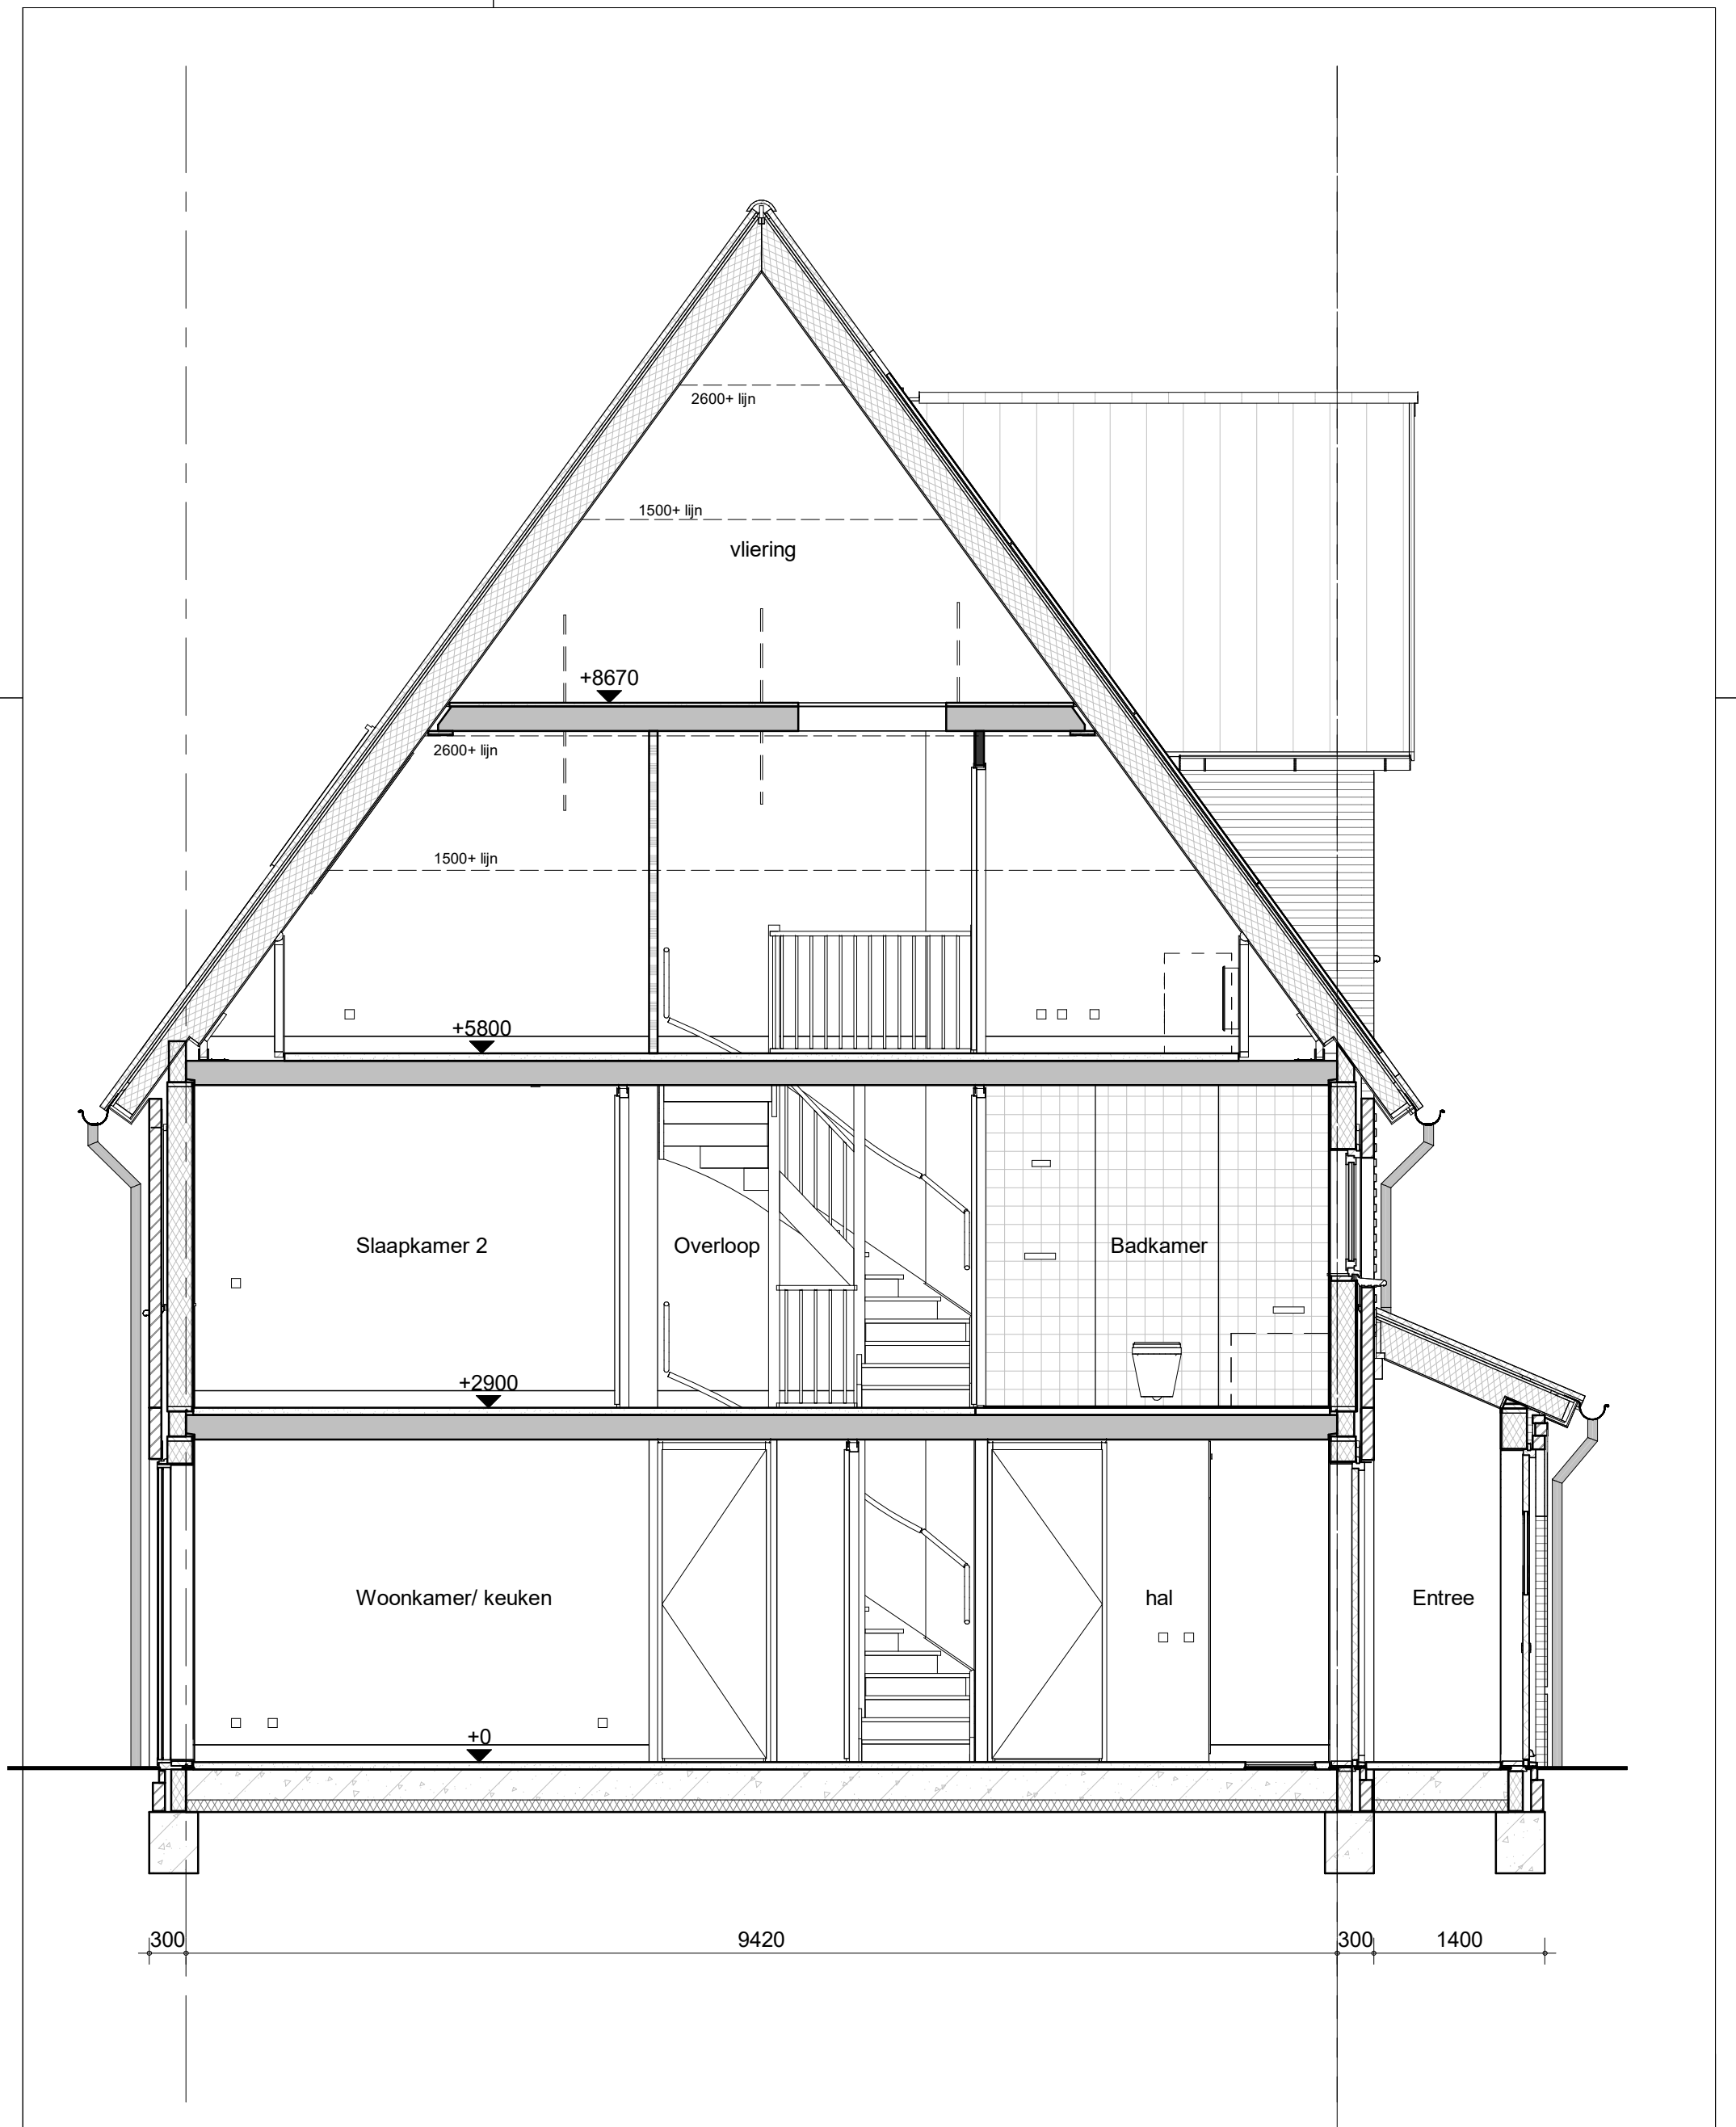 2600+ lijn
1500+ lijn
vliering
+8670
2600+ lijn
1500+ lijn
+5800
Slaapkamer 2
Overloop
Badkamer
+2900
Woonkamer/ keuken
hal
Entree
+0
300
9420
300
1400